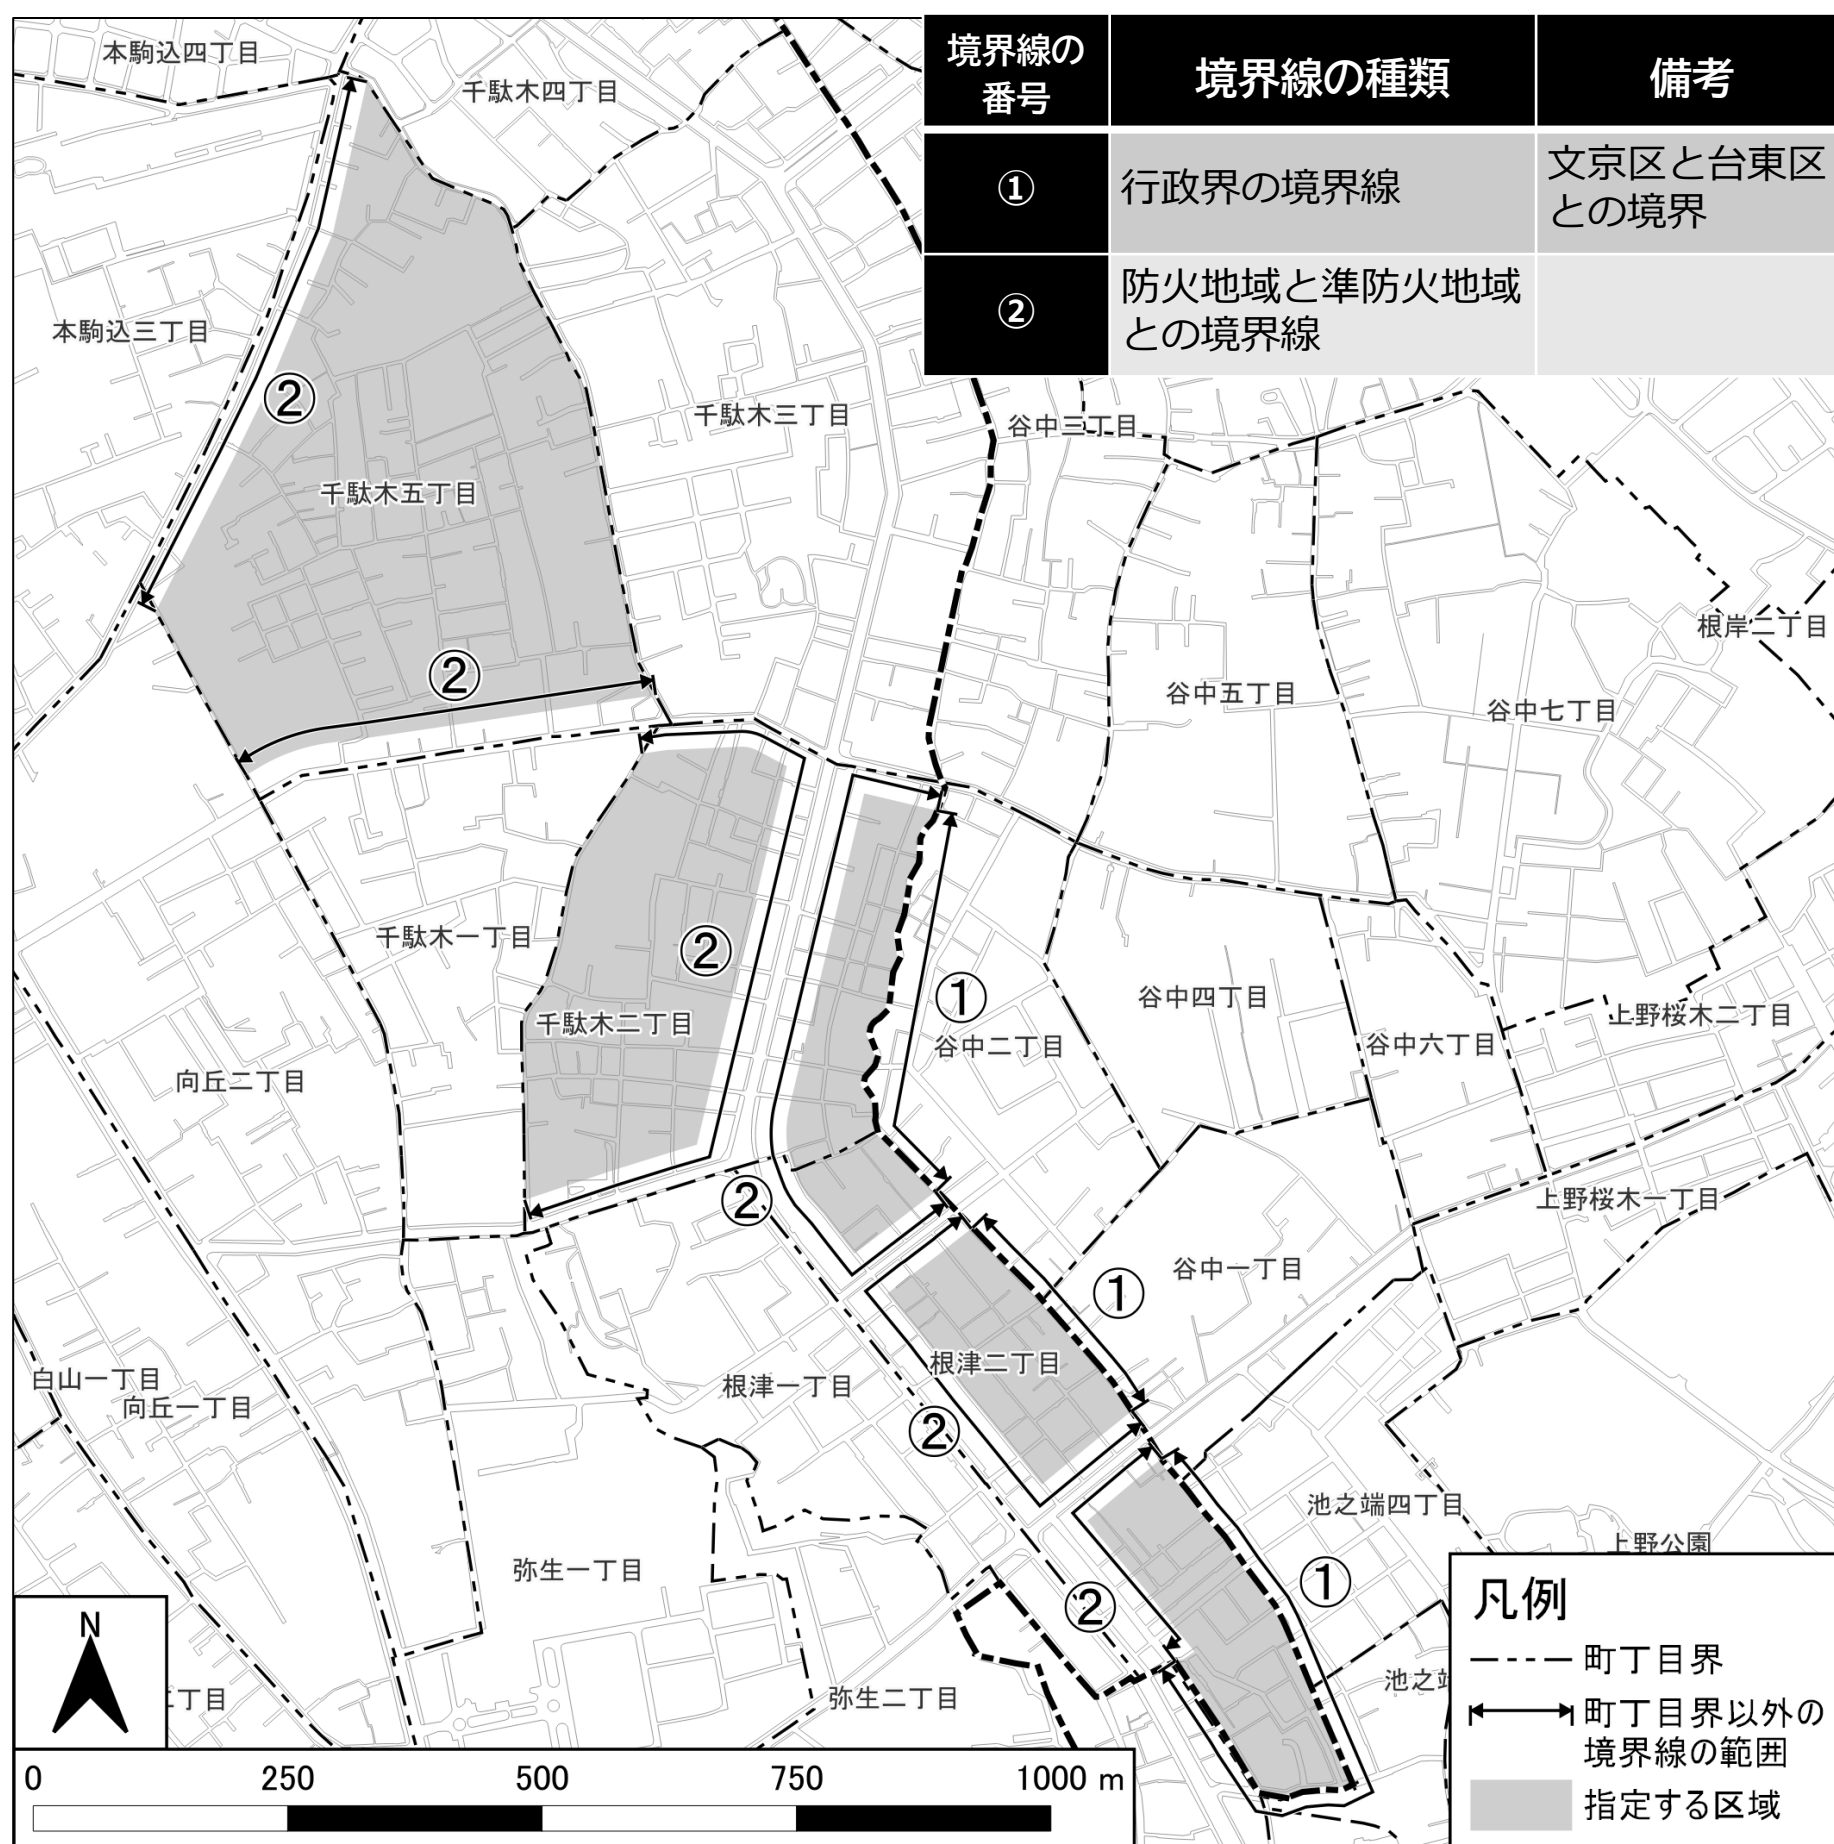 境界線の
番号
境界線の種類
備考
①
行政界の境界線
文京区と台東区
との境界
②
防火地域と準防火地域
との境界線
本駒込四丁目
千駄木四丁目
本駒込三丁目
②
千駄木三丁目
谷中三丁目
千駄木五丁目
根岸二丁目
②
谷中五丁目
谷中七丁目
千駄木一丁目
②
①
谷中四丁目
千駄木二丁目
谷中二丁目
谷中六丁目
上野桜木二丁目
向丘二丁目
②
上野桜木一丁目
谷中一丁目
①
白山一丁目
向丘一丁目
根津一丁目
根津二丁目
②
池之端四丁目
上野公園
弥生一丁目
②
①
弥生二丁目
丁目
池之
N
0 250 500 750 1000 m
凡例
町丁目界
町丁目界以外の
境界線の範囲
指定する区域